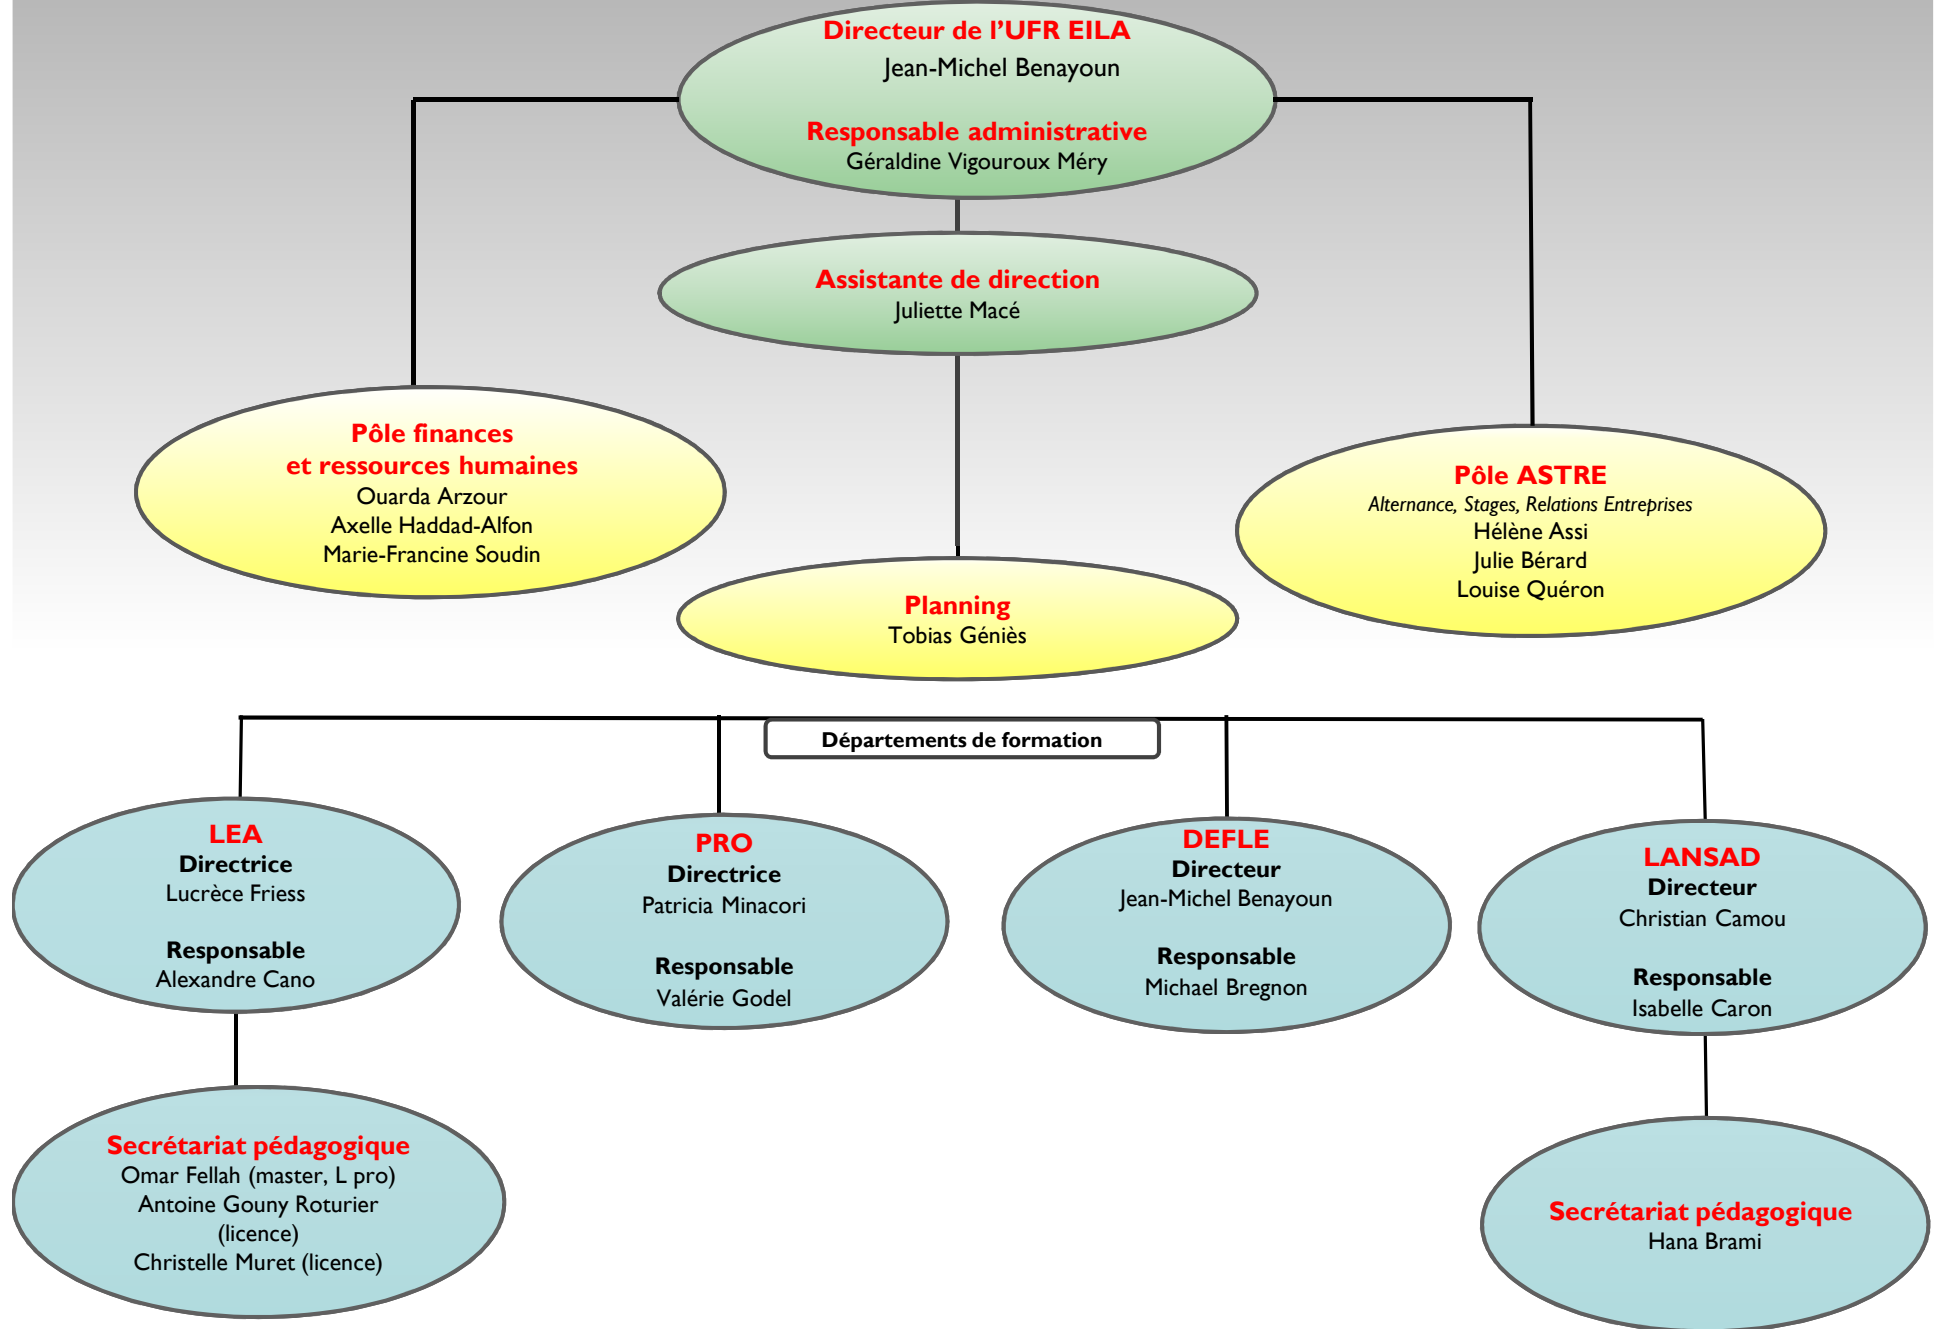 Directeur de l'UFR EILA
Jean-Michel Benayoun
Responsable administrative
Géraldine Vigouroux Méry
Assistante de direction
Juliette Macé
Pôle finances
et ressources humaines
Ouarda Arzour
Axelle Haddad-Alfon
Marie-Francine Soudin
Planning
Tobias Géniès
Pôle ASTRE
Alternance, Stages, Relations Entreprises
Hélène Assi
Julie Bérard
Louise Quéron
Départements de formation
LEA
Directrice
Lucrèce Friess
Responsable
Alexandre Cano
PRO
Directrice
Patricia Minacori
Responsable
Valérie Godel
DEFLE
Directeur
Jean-Michel Benayoun
Responsable
Michael Bregnon
LANSAD
Directeur
Christian Camou
Responsable
Isabelle Caron
Secrétariat pédagogique
Omar Fellah (master, L pro)
Antoine Gouny Roturier
(licence)
Christelle Muret (licence)
Secrétariat pédagogique
Hana Brami